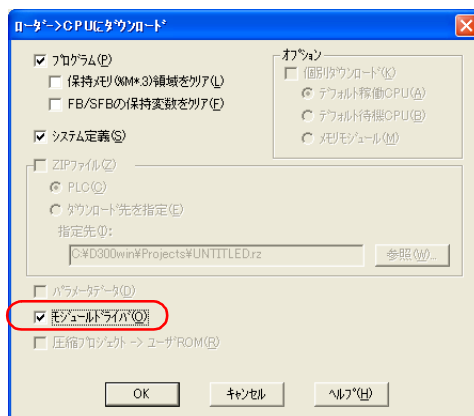 ﾛｰﾀﾞｰ->CPUにﾀﾞｳﾝﾛｰﾄﾞ
ﾌﾟﾛｸﾞﾗﾑ(P)
保持ﾒﾓﾘ(%M*.3)領域をｸﾘｱ(L)
FB/SFBの保持変数をｸﾘｱ(F)
ｼｽﾃﾑ定義(S)
ｵﾌﾟｼｮﾝ
個別ﾀﾞｳﾝﾛｰﾄﾞ(K)
ﾃﾞﾌｫﾙﾄ稼働CPU(A)
ﾃﾞﾌｫﾙﾄ待機CPU(B)
ﾒﾓﾘﾓｼﾞｭｰﾙ(M)
ZIPﾌｧｲﾙ(Z)
PLC(C)
ﾀﾞｳﾝﾛｰﾄﾞ先を指定(E)
指定先(I):
C:¥D300win¥Projects¥UNTITLED.rz
参照(W)...
ﾊﾟﾗﾒｰﾀﾃﾞｰﾀ(D)
ﾓｼﾞｭｰﾙﾄﾞﾗｲﾊﾞ(O)
圧縮ﾌﾟﾛｼﾞｪｸﾄ -> ﾕｰｻﾞROM(R)
OK
ｷｬﾝｾﾙ
ﾍﾙﾌﾟ(H)